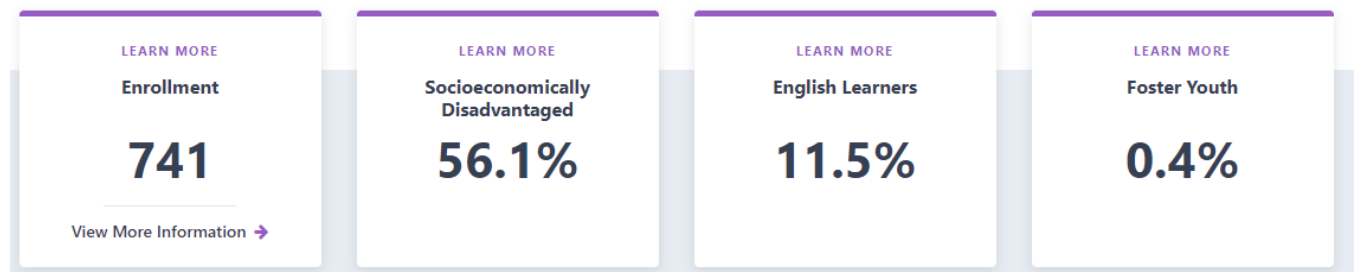 LEARN MORE
Enrollment
741
View More Information
LEARN MORE
Socioeconomically
Disadvantaged
56.1%
LEARN MORE
English Learners
11.5%
LEARN MORE
Foster Youth
0.4%